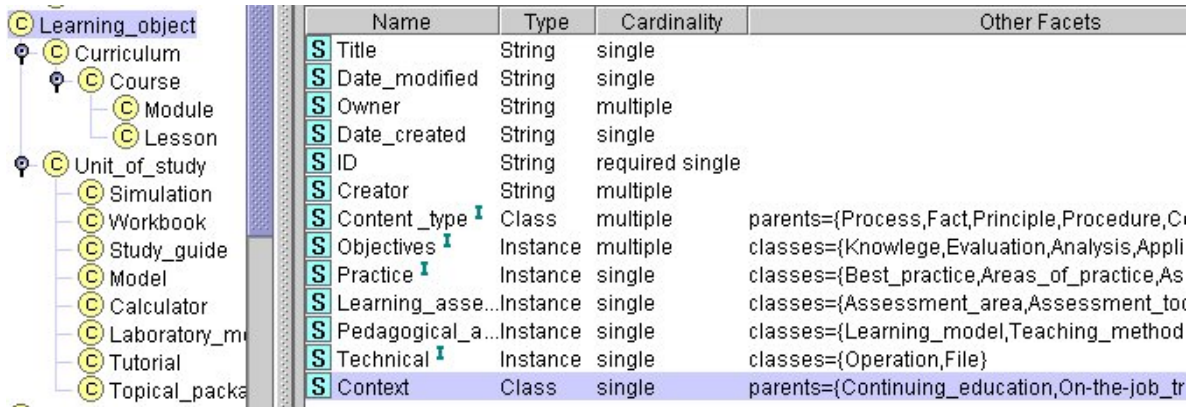 Learning_object
Curriculum
Course
Module
Lesson
Unit_of_study
Simulation
Workbook
Study_guide
Model
Calculator
Laboratory_m
Tutorial
Topical_packa
Name Type Cardinality Other Facets
S Title String single
S Date_modified String single
S Owner String multiple
S Date_created String single
S ID String required single
S Creator String multiple
S Content_type I Class multiple parents={Process,Fact,Principle,Procedure,C
S Objectives I Instance multiple classes={Knowlege,Evaluation,Analysis,Appli
S Practice I Instance single classes={Best_practice,Areas_of_practice,As
S Learning_asse... Instance single classes={Assessment_area,Assessment_too
S Pedagogical_a... Instance single classes={Learning_model,Teaching_method
S Technical I Instance single classes={Operation,File}
S Context Class single parents={Continuing_education,On-the-job_tr